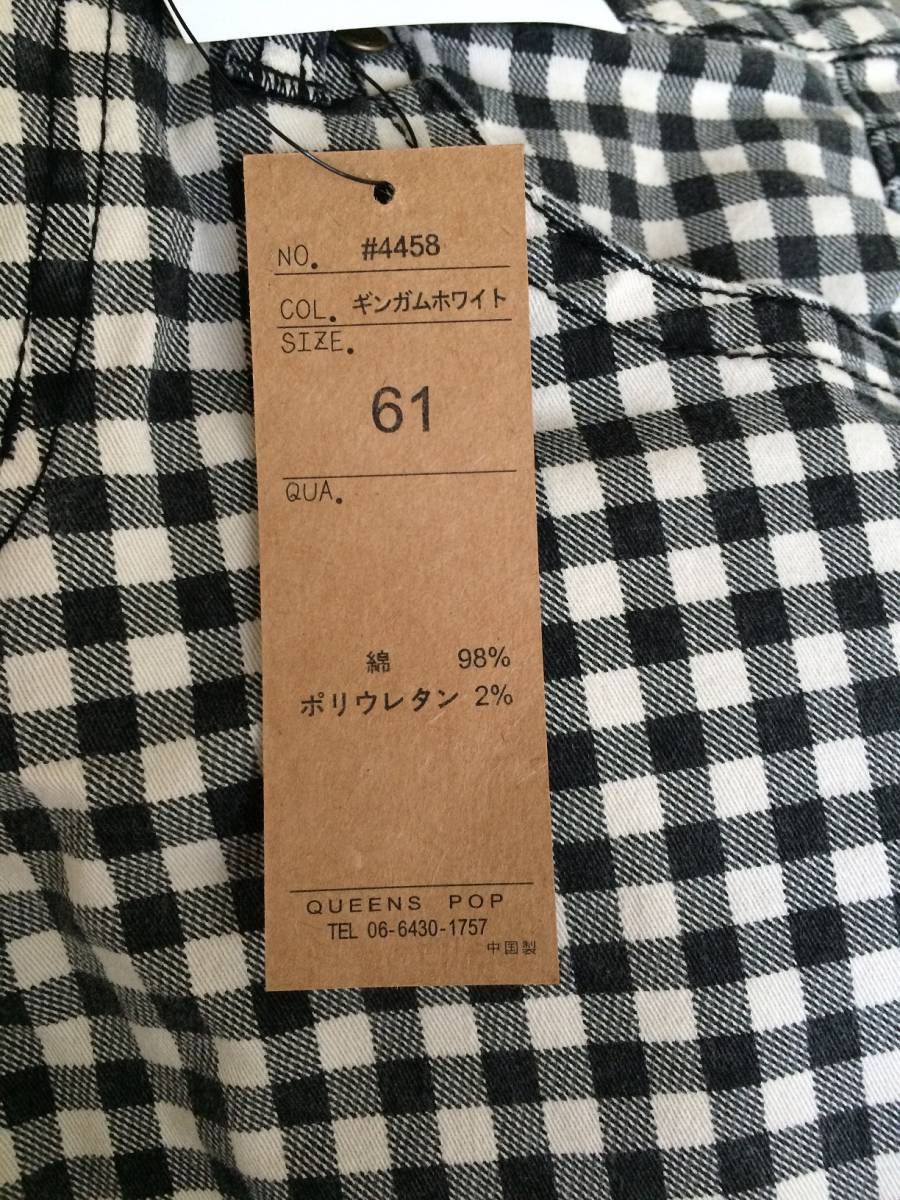 NO. #4458
COL. ギンガムホワイト
SIZE.
61
QUA.
綿 98%
ポリウレタン 2%
QUEENS POP
TEL 06-6430-1757
中国製